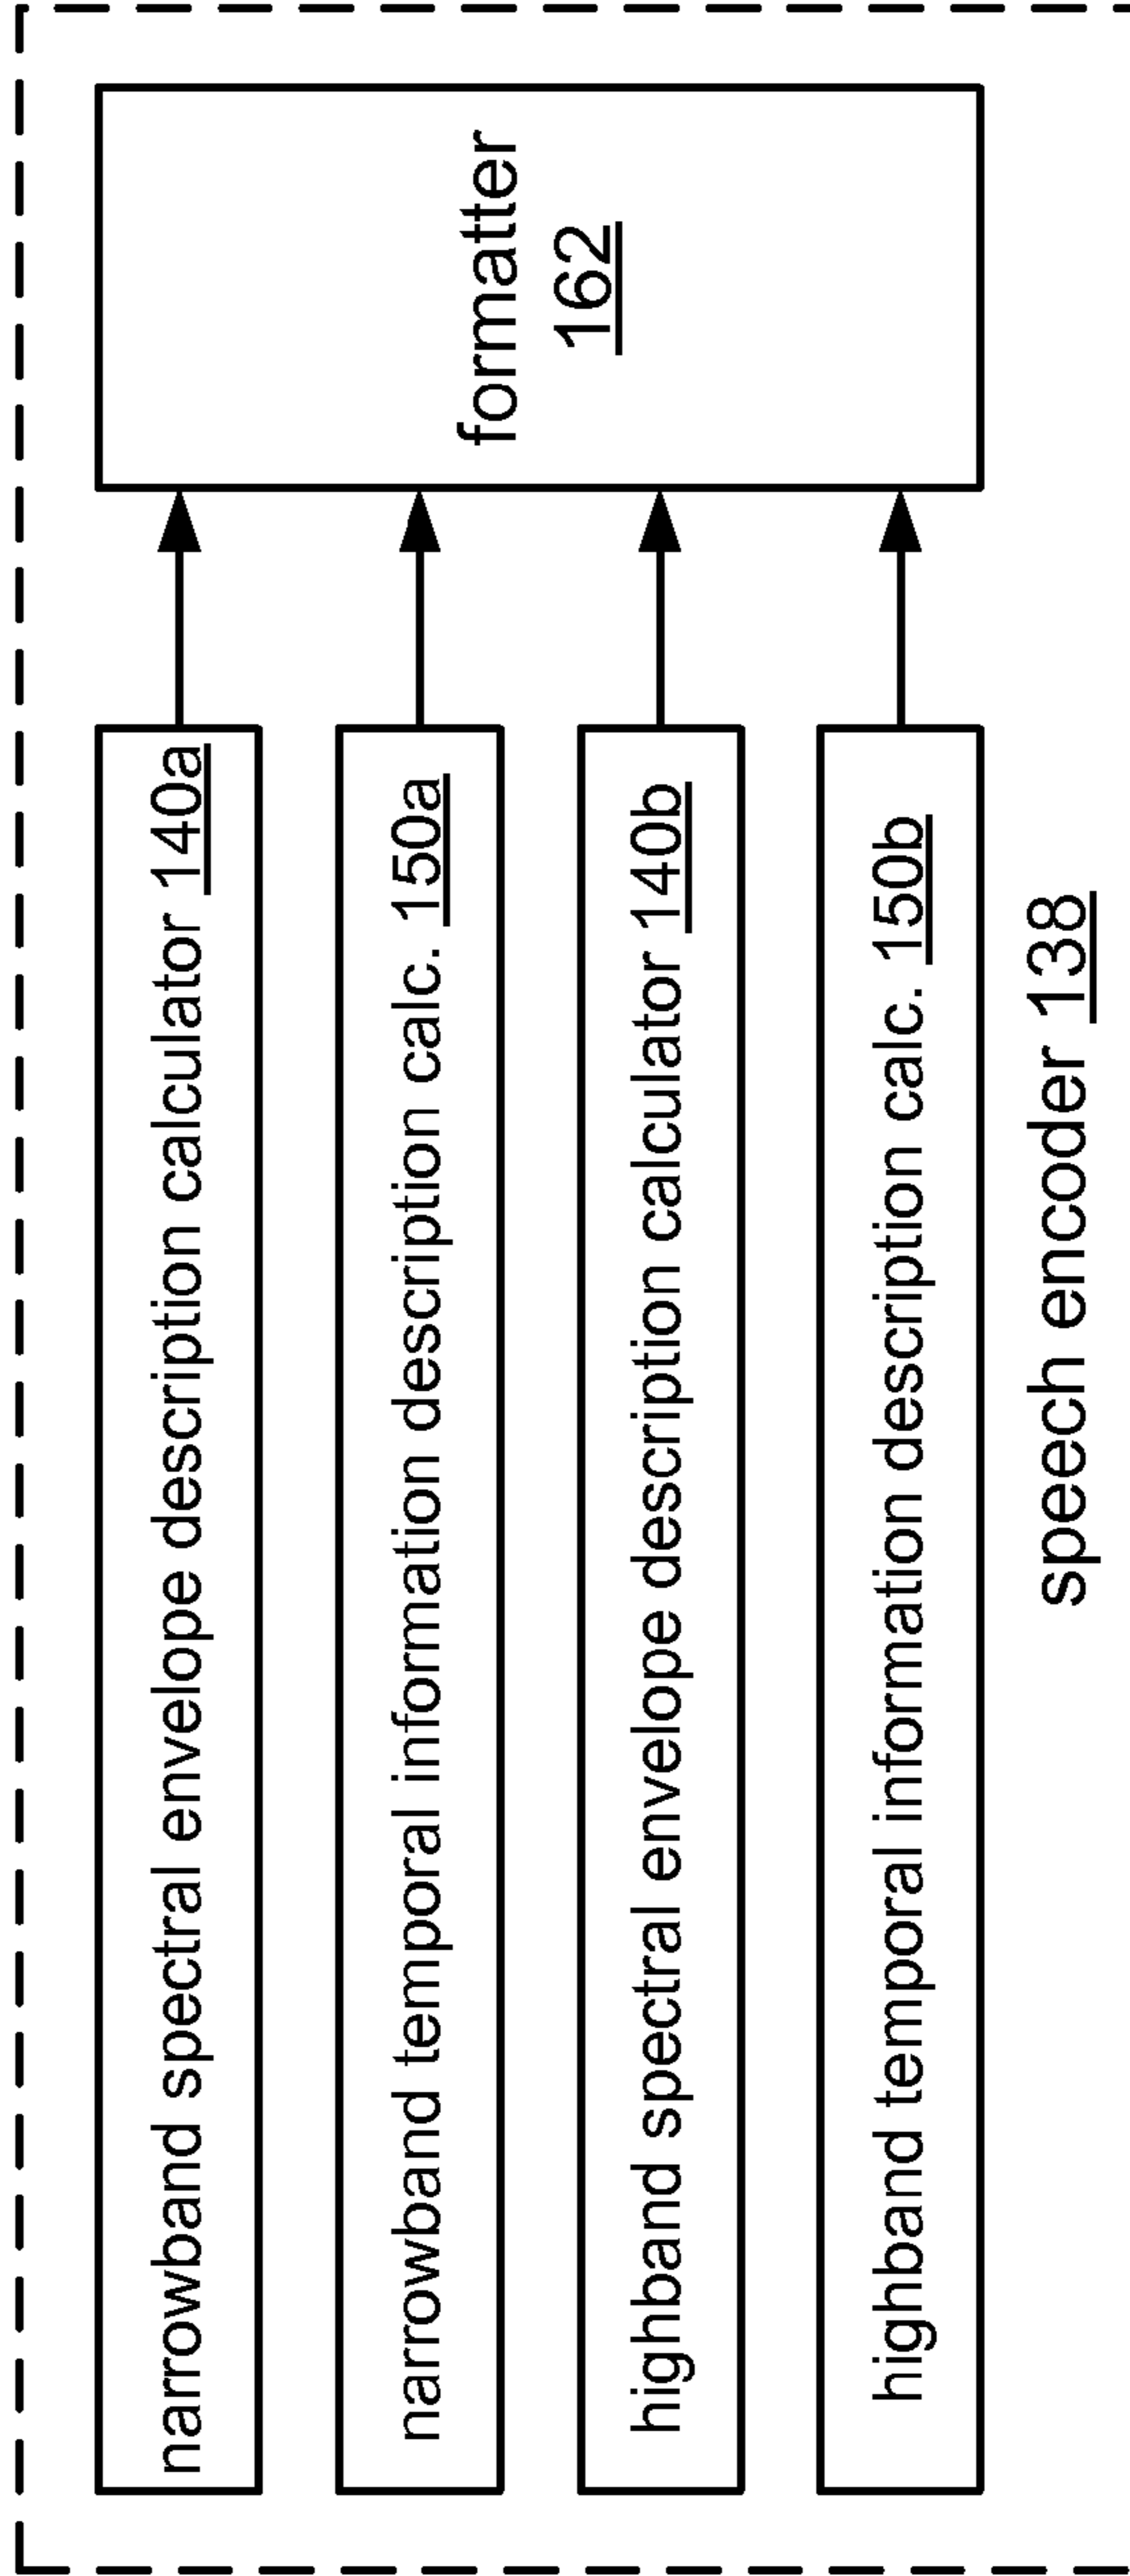 narrowband spectral envelope description calculator 140a
narrowband temporal information description calc. 150a
highband spectral envelope description calculator 140b
highband temporal information description calc. 150b
formatter
162
speech encoder 138